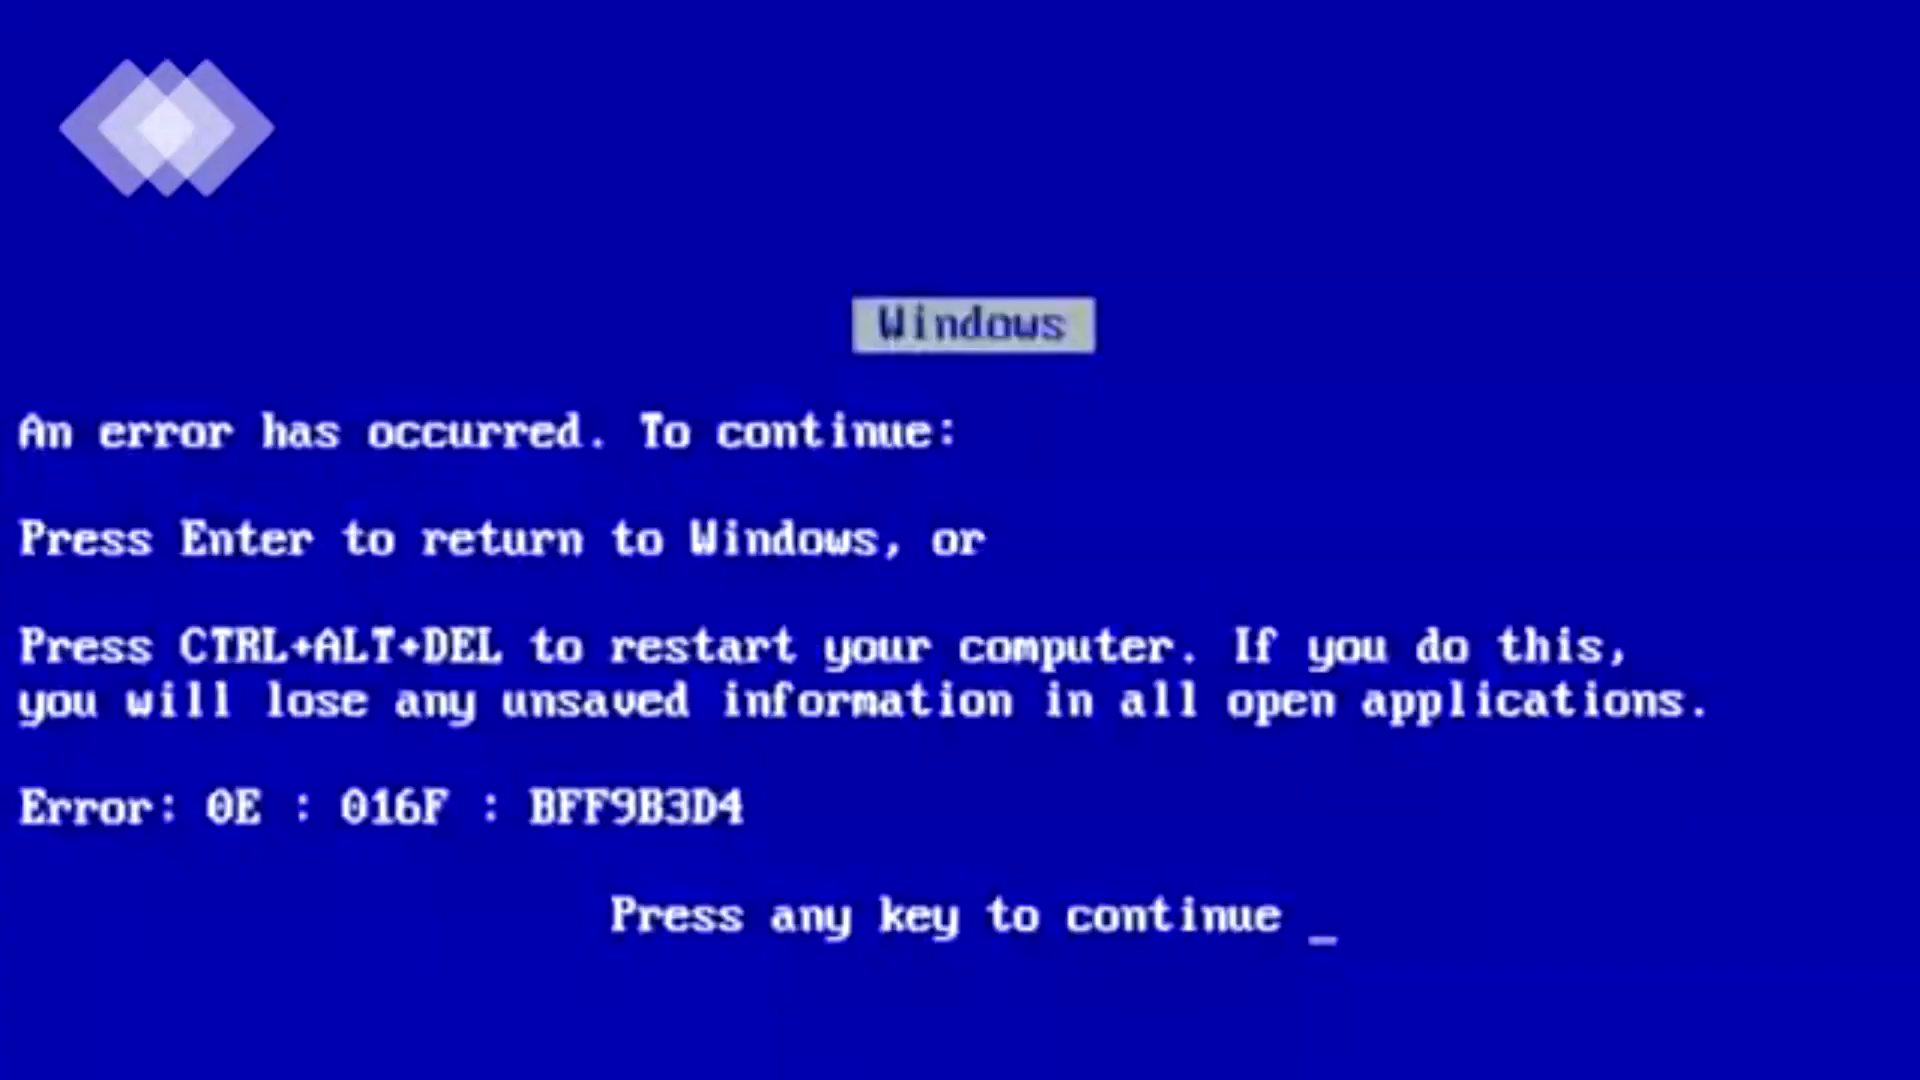 Windows
An error has occurred. To continue:
Press Enter to return to Windows, or
Press CTRL+ALT+DEL to restart your computer. If you do this,
you will lose any unsaved information in all open applications.
Error: 0E : 016F : BFF9B3D4
Press any key to continue _